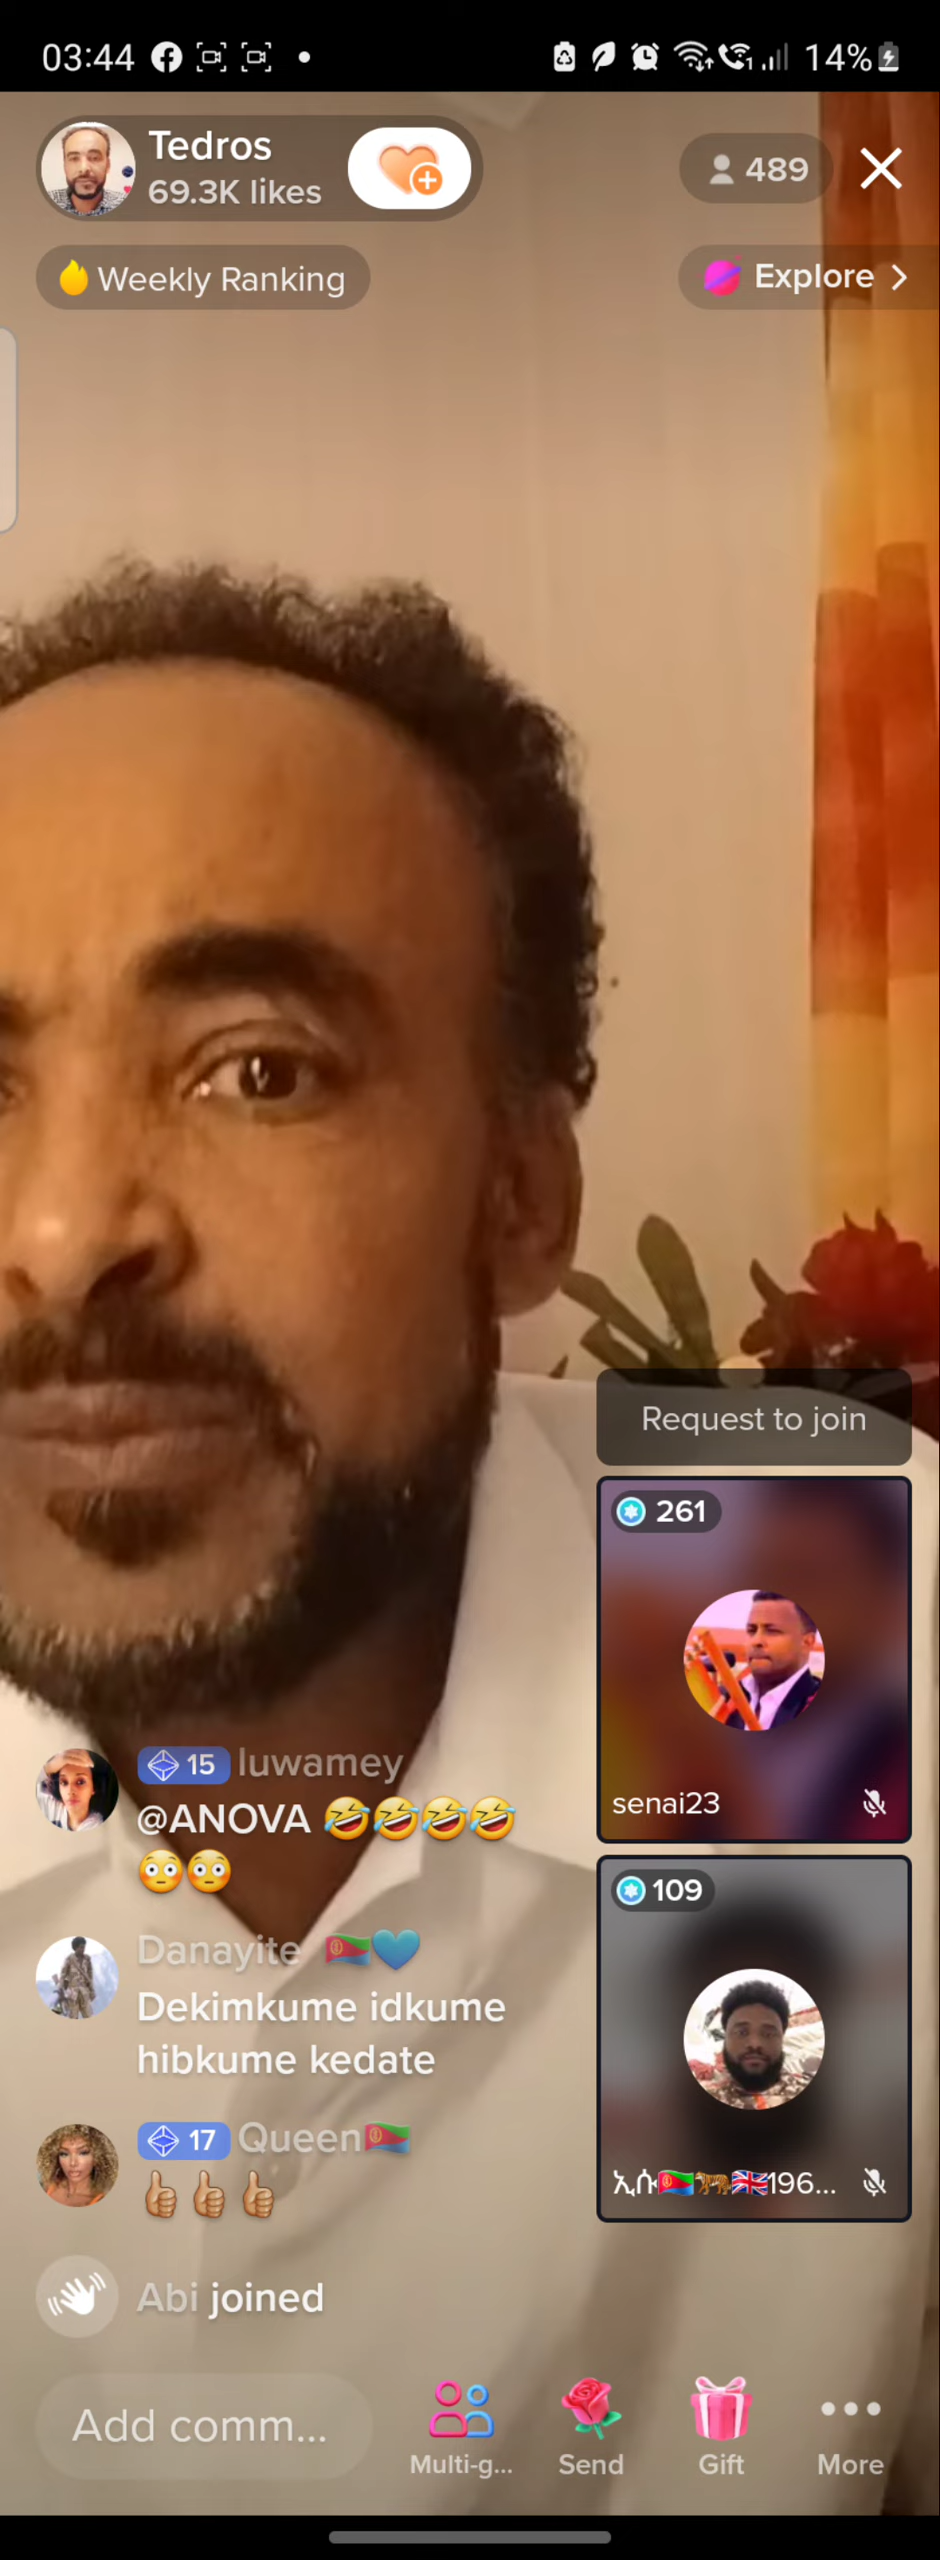 03:44
14%
Tedros
69.3K likes
489
Weekly Ranking
Explore
Request to join
261
senai23
15 luwamey
@ANOVA 🤣🤣🤣🤣
😳😳
Danayite 🇪🇷💙
Dekimkume idkume
hibkume kedate
109
ኢሱ🇪🇷🐅🇬🇧196...
17 Queen🇪🇷
👍🏽👍🏽👍🏽
Abi joined
Add comm...
Multi-g...
Send
Gift
More